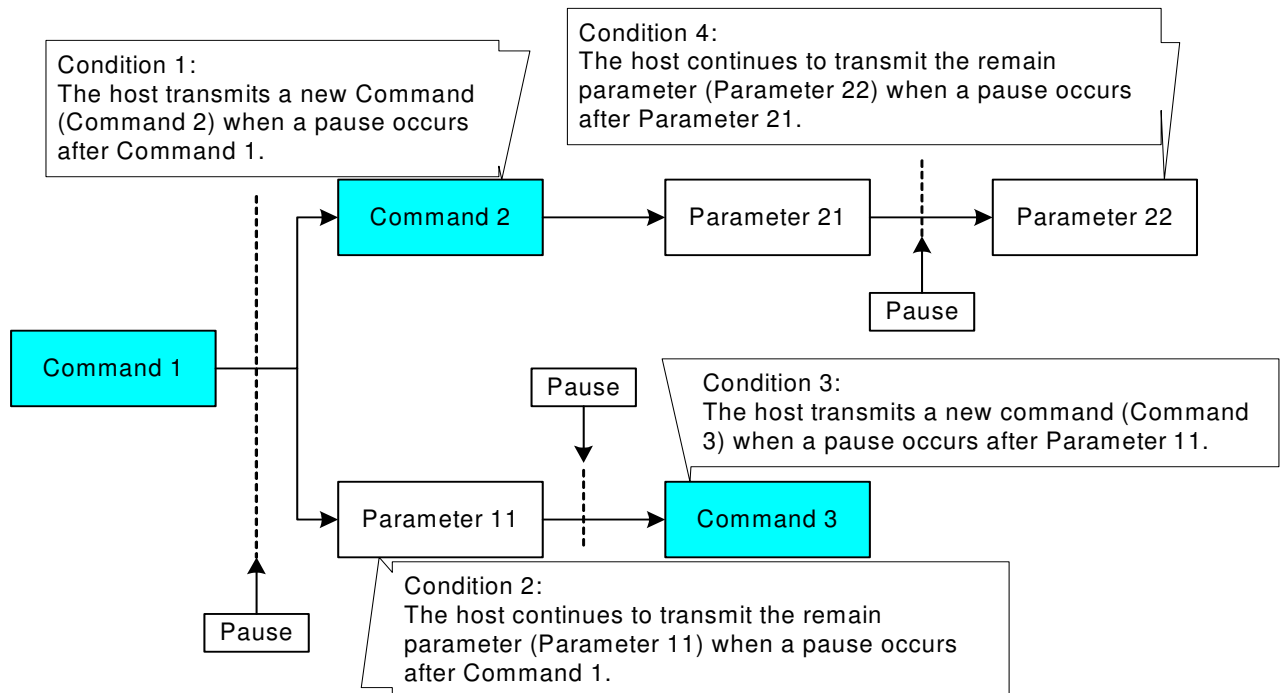 Condition 1:
The host transmits a new Command
(Command 2) when a pause occurs
after Command 1.
Condition 4:
The host continues to transmit the remain
parameter (Parameter 22) when a pause occurs
after Parameter 21.
Command 2
Parameter 21
Parameter 22
Pause
Command 1
Pause
Condition 3:
The host transmits a new command (Command
3) when a pause occurs after Parameter 11.
Parameter 11
Command 3
Condition 2:
The host continues to transmit the remain
parameter (Parameter 11) when a pause occurs
after Command 1.
Pause